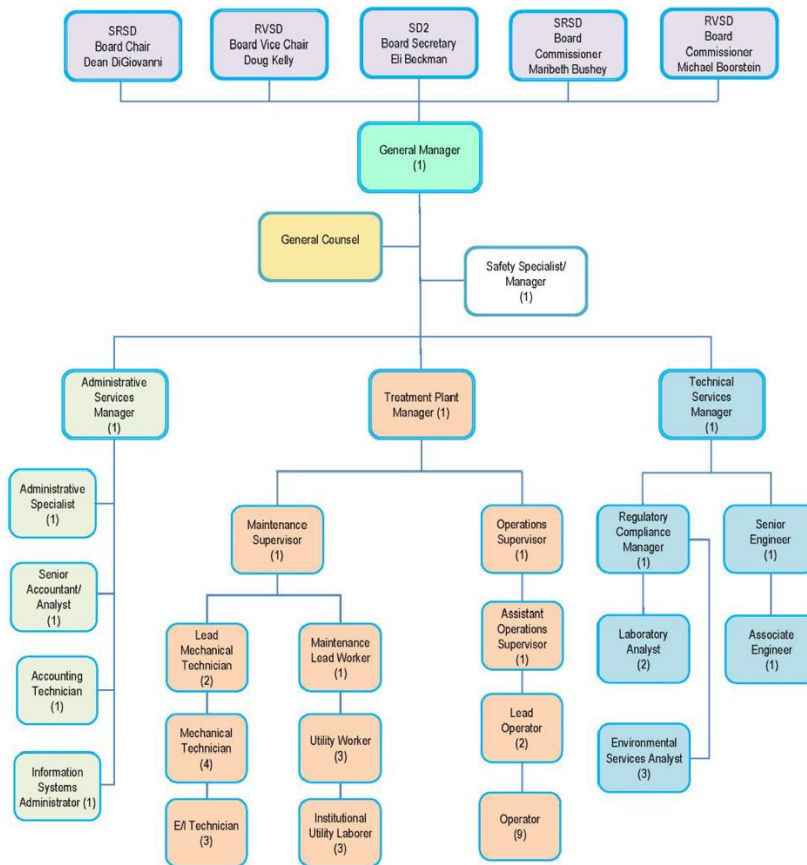 SRSD
Board Chair
Dean DiGiovanni
RVSD
Board Vice Chair
Doug Kelly
SD2
Board Secretary
Eli Beckman
SRSD
Board
Commissioner
Maribeth Bushey
RVSD
Board
Commissioner
Michael Boorstein
General Manager
(1)
General Counsel
Safety Specialist/
Manager
(1)
Administrative
Services
Manager
(1)
Treatment Plant
Manager (1)
Technical
Services
Manager
(1)
Administrative
Specialist
(1)
Senior
Accountant/
Analyst
(1)
Accounting
Technician
(1)
Information
Systems
Administrator (1)
Maintenance
Supervisor
(1)
Lead
Mechanical
Technician
(2)
Mechanical
Technician
(4)
E/I Technician
(3)
Maintenance
Lead Worker
(1)
Utility Worker
(3)
Institutional
Utility Laborer
(3)
Operations
Supervisor
(1)
Assistant
Operations
Supervisor
(1)
Lead
Operator
(2)
Operator
(9)
Regulatory
Compliance
Manager
(1)
Laboratory
Analyst
(2)
Environmental
Services Analyst
(3)
Senior
Engineer
(1)
Associate
Engineer
(1)